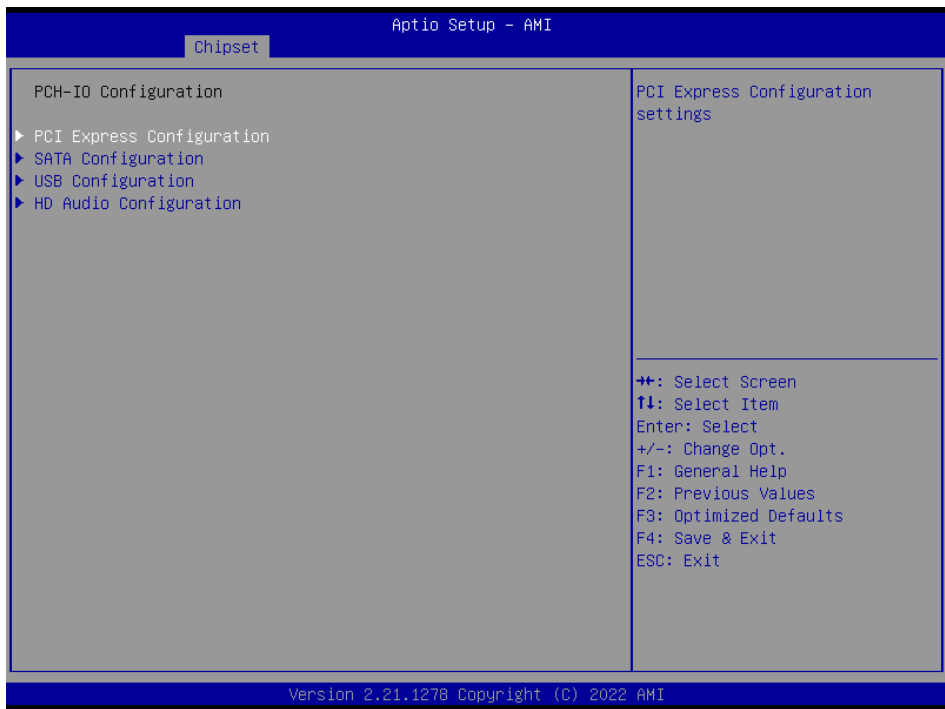 Aptio Setup – AMI
Chipset
PCH-IO Configuration
▶ PCI Express Configuration
▶ SATA Configuration
▶ USB Configuration
▶ HD Audio Configuration
PCI Express Configuration
settings
→←: Select Screen
↑↓: Select Item
Enter: Select
+/-: Change Opt.
F1: General Help
F2: Previous Values
F3: Optimized Defaults
F4: Save & Exit
ESC: Exit
Version 2.21.1278 Copyright (C) 2022 AMI